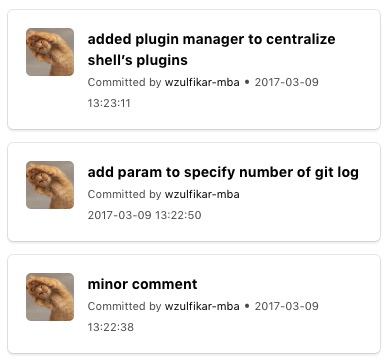 added plugin manager to centralize
shell’s plugins
Committed by wzulfikar-mba • 2017-03-09
13:23:11
add param to specify number of git log
Committed by wzulfikar-mba
2017-03-09 13:22:50
minor comment
Committed by wzulfikar-mba • 2017-03-09
13:22:38